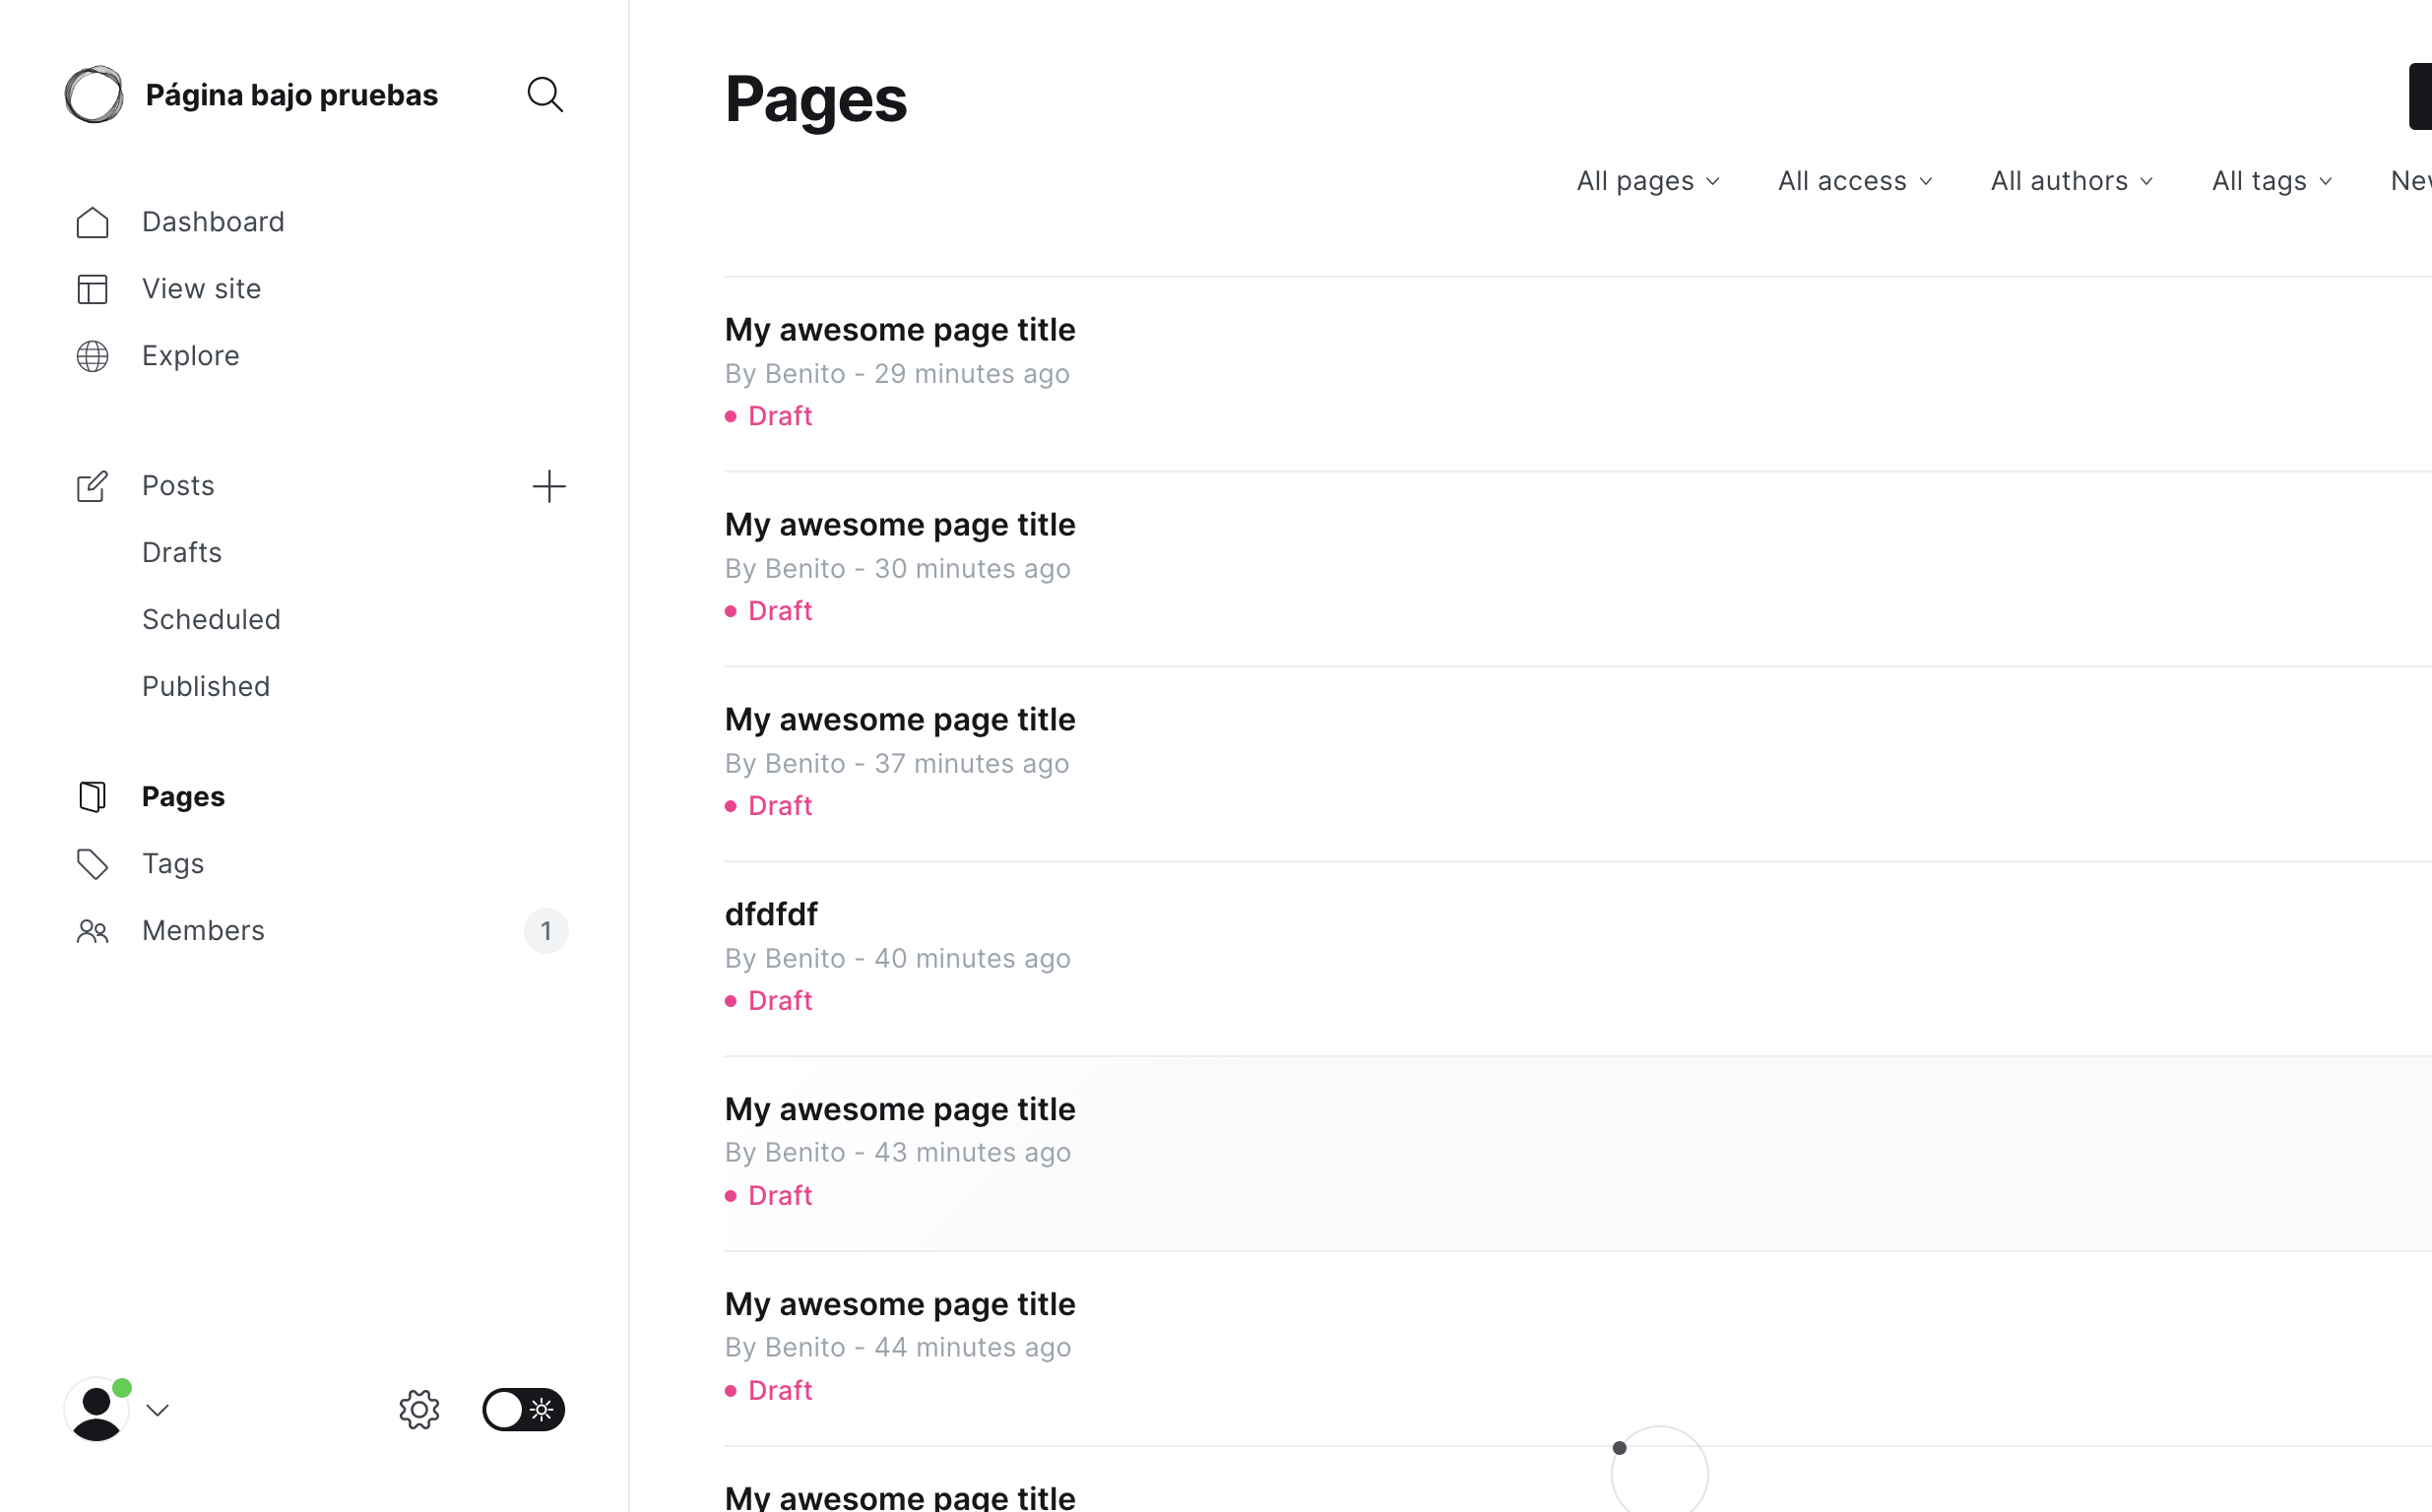 Página bajo pruebas
Dashboard
View site
Explore
Posts
Drafts
Scheduled
Published
Pages
Tags
Members
1
Pages
All pages
All access
All authors
All tags
My awesome page title
By Benito - 29 minutes ago
Draft
My awesome page title
By Benito - 30 minutes ago
Draft
My awesome page title
By Benito - 37 minutes ago
Draft
dfdfdf
By Benito - 40 minutes ago
Draft
My awesome page title
By Benito - 43 minutes ago
Draft
My awesome page title
By Benito - 44 minutes ago
Draft
My awesome page title